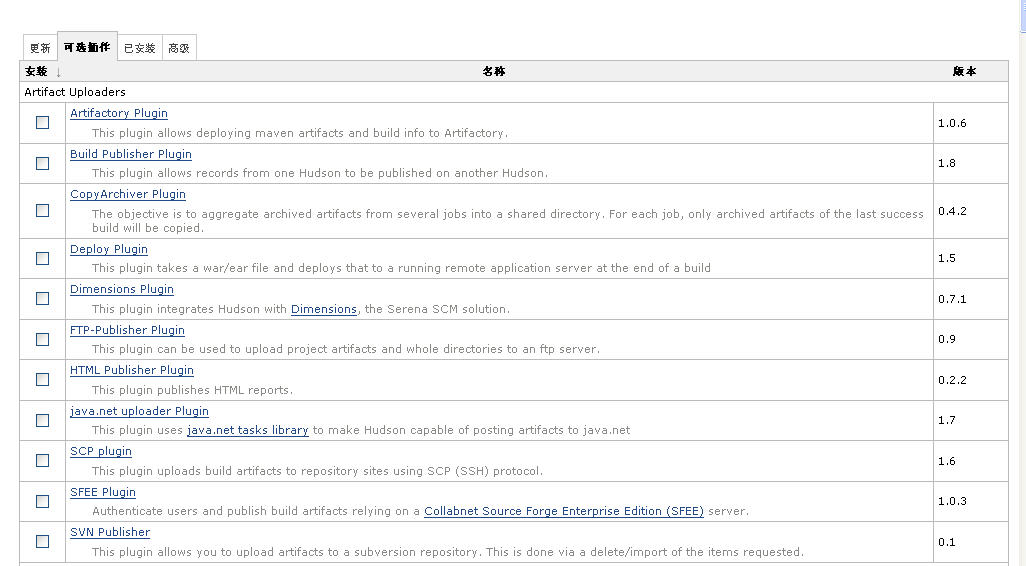 更新 可选插件 已安装 高级
安装 ↓ 名称 版本
Artifact Uploaders
Artifactory Plugin
This plugin allows deploying maven artifacts and build info to Artifactory.
1.0.6
Build Publisher Plugin
This plugin allows records from one Hudson to be published on another Hudson.
1.8
CopyArchiver Plugin
The objective is to aggregate archived artifacts from several jobs into a shared directory. For each job, only archived artifacts of the last success
build will be copied.
0.4.2
Deploy Plugin
This plugin takes a war/ear file and deploys that to a running remote application server at the end of a build
1.5
Dimensions Plugin
This plugin integrates Hudson with Dimensions, the Serena SCM solution.
0.7.1
FTP-Publisher Plugin
This plugin can be used to upload project artifacts and whole directories to an ftp server.
0.9
HTML Publisher Plugin
This plugin publishes HTML reports.
0.2.2
java.net uploader Plugin
This plugin uses java.net tasks library to make Hudson capable of posting artifacts to java.net
1.7
SCP plugin
This plugin uploads build artifacts to repository sites using SCP (SSH) protocol.
1.6
SFEE Plugin
Authenticate users and publish build artifacts relying on a Collabnet Source Forge Enterprise Edition (SFEE) server.
1.0.3
SVN Publisher
This plugin allows you to upload artifacts to a subversion repository. This is done via a delete/import of the items requested.
0.1